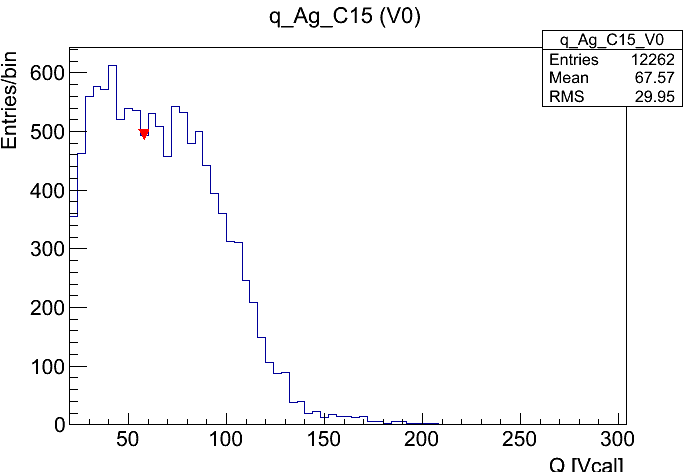 q_Ag_C15 (V0)
q_Ag_C15_V0
Entries 12262
Mean 67.57
RMS 29.95
Entries/bin
600
500
400
300
200
100
0
50 100 150 200 250 300
Q [Vcal]